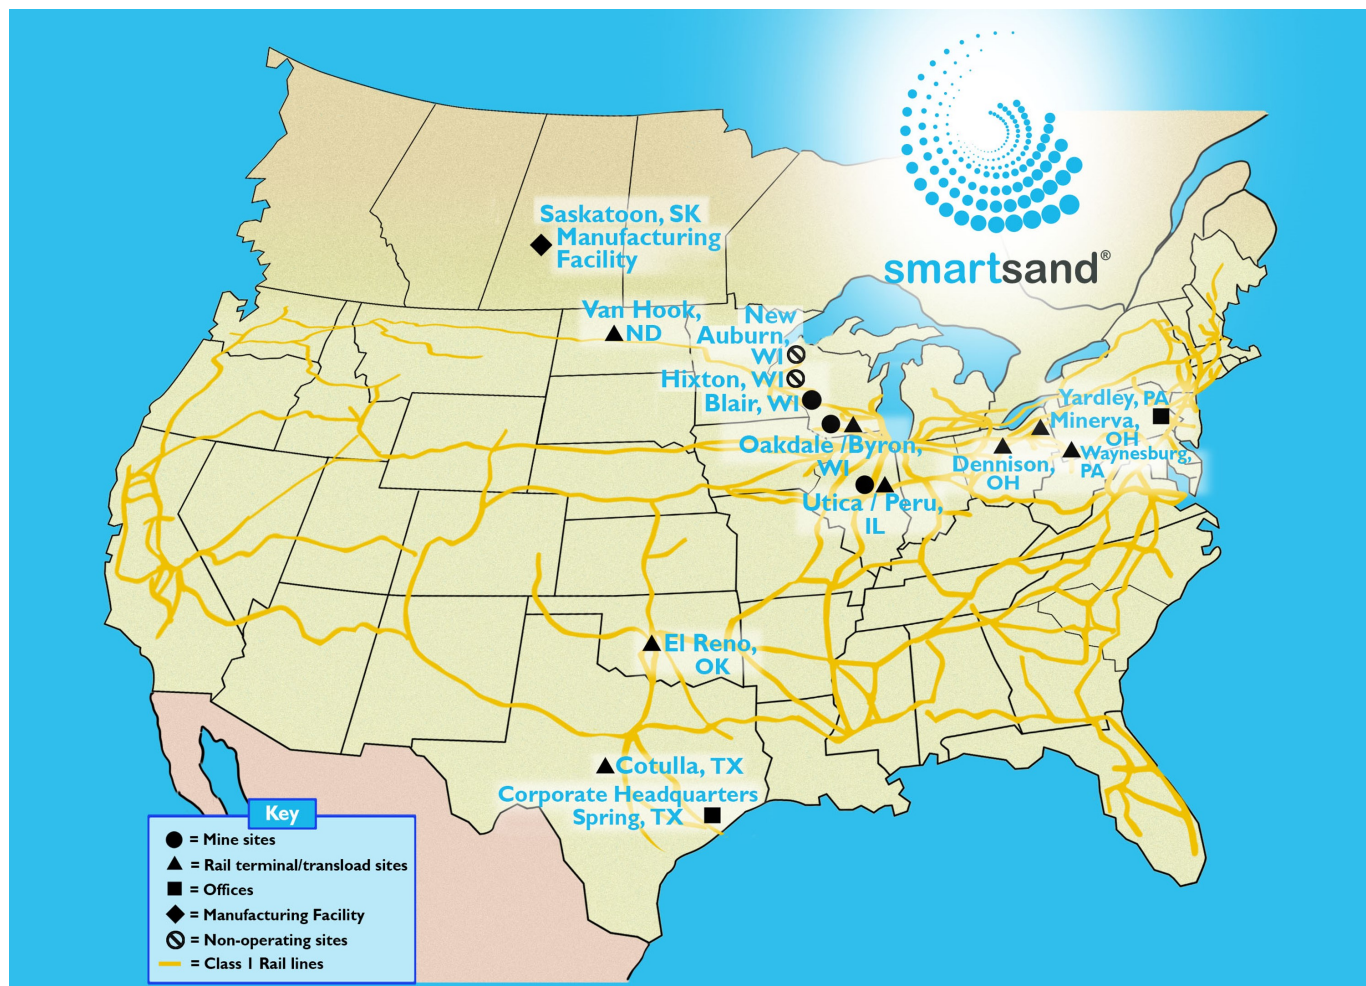 smartsand®
Saskatoon, SK
Manufacturing
Facility
Van Hook,
ND
New
Auburn,
WI
Hixton, WI
Blair, WI
Oakdale /Byron,
WI
Utica / Peru,
IL
Yardley, PA
Minerva,
OH
Waynesburg,
PA
Dennison,
OH
El Reno,
OK
Cotulla, TX
Corporate Headquarters
Spring, TX
Key
= Mine sites
= Rail terminal/transload sites
= Offices
= Manufacturing Facility
= Non-operating sites
= Class 1 Rail lines